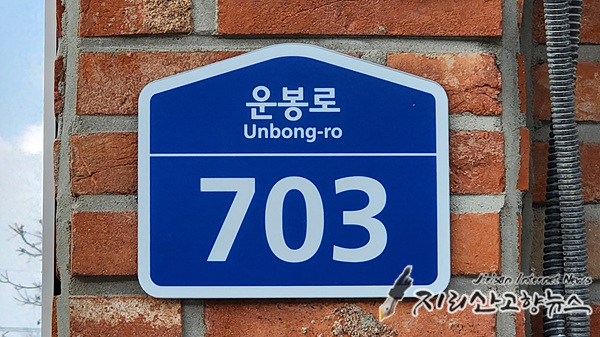 운봉로
Unbong-ro
703
Jirisan Internet News
지리산고향뉴스